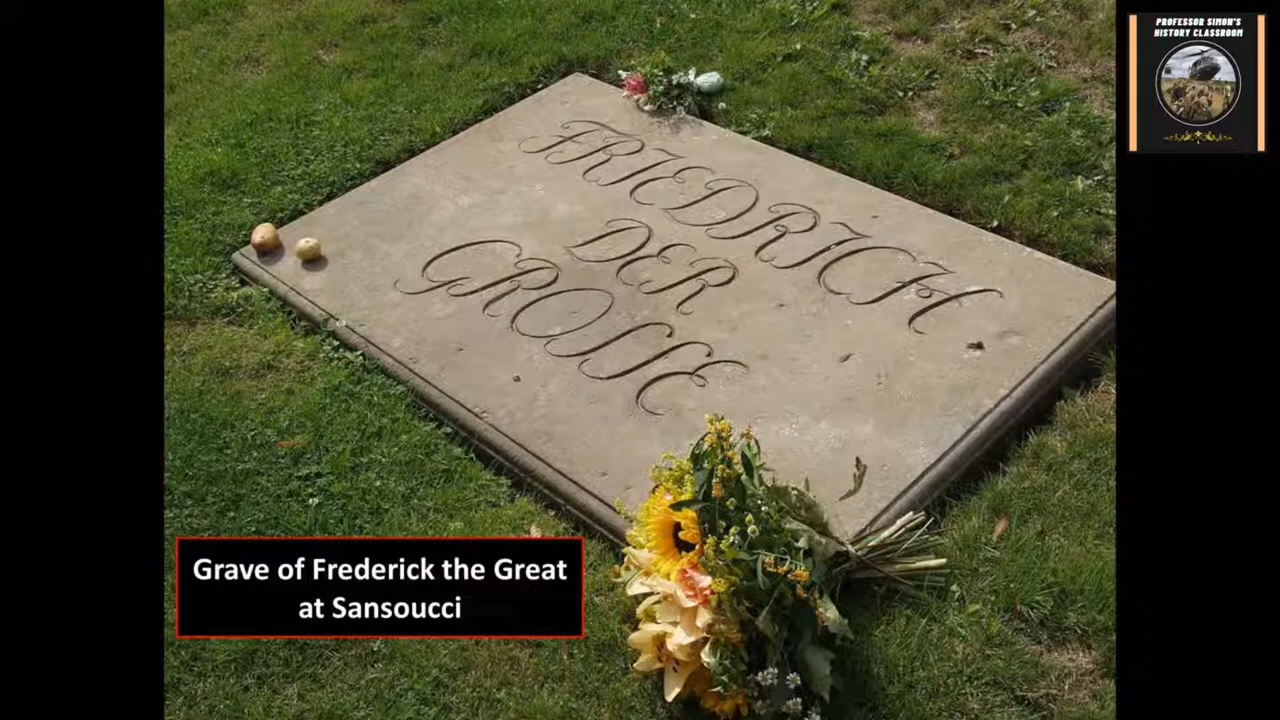 PROFESSOR SIMON'S
HISTORY CLASSROOM
FRIEDRICH
DER
GROSSE
Grave of Frederick the Great
at Sansoucci